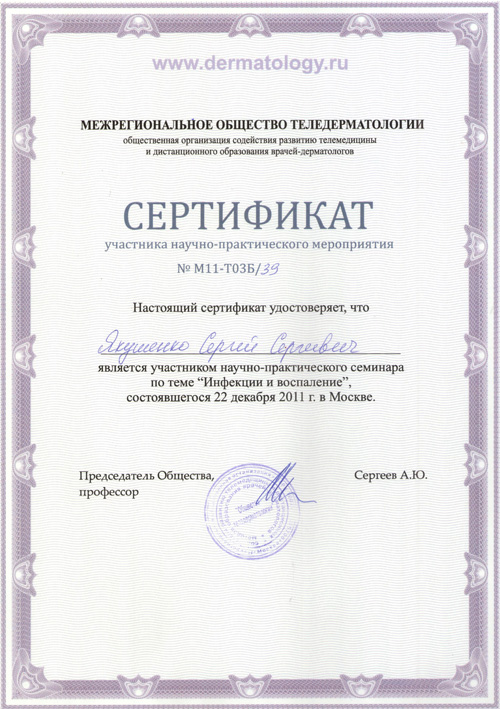 www.dermatology.ru
МЕЖРЕГИОНАЛЬНОЕ ОБЩЕСТВО ТЕЛЕДЕРМАТОЛОГИИ
общественная организация содействия развитию телемедицины
и дистанционного образования врачей-дерматологов
СЕРТИФИКАТ
участника научно-практического мероприятия
№ М11-Т03Б/39
Настоящий сертификат удостоверяет, что
Якушенко Сергей Сергеевич
является участником научно-практического семинара
по теме “Инфекции и воспаление”,
состоявшегося 22 декабря 2011 г. в Москве.
Председатель Общества, Сергеев А.Ю.
профессор